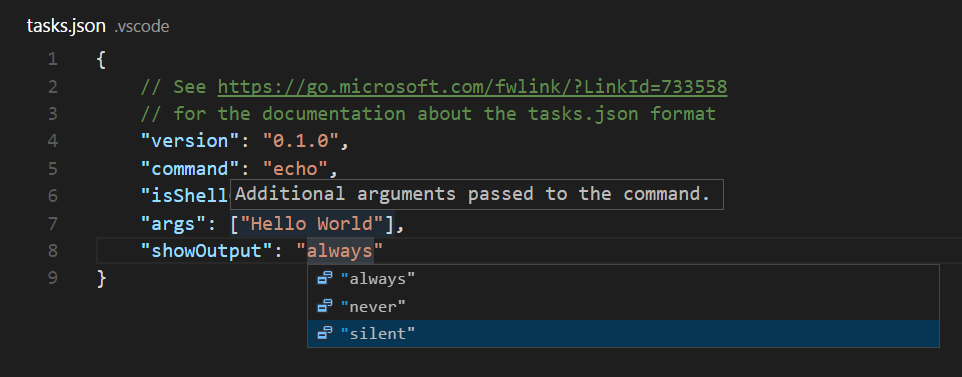 tasks.json .vscode
1 {
2 // See https://go.microsoft.com/fwlink/?LinkId=733558
3 // for the documentation about the tasks.json format
4 "version": "0.1.0",
5 "command": "echo",
6 "isShell
Additional arguments passed to the command.
7 "args": ["Hello World"],
8 "showOutput": "always"
"always"
9 }
"never"
"silent"